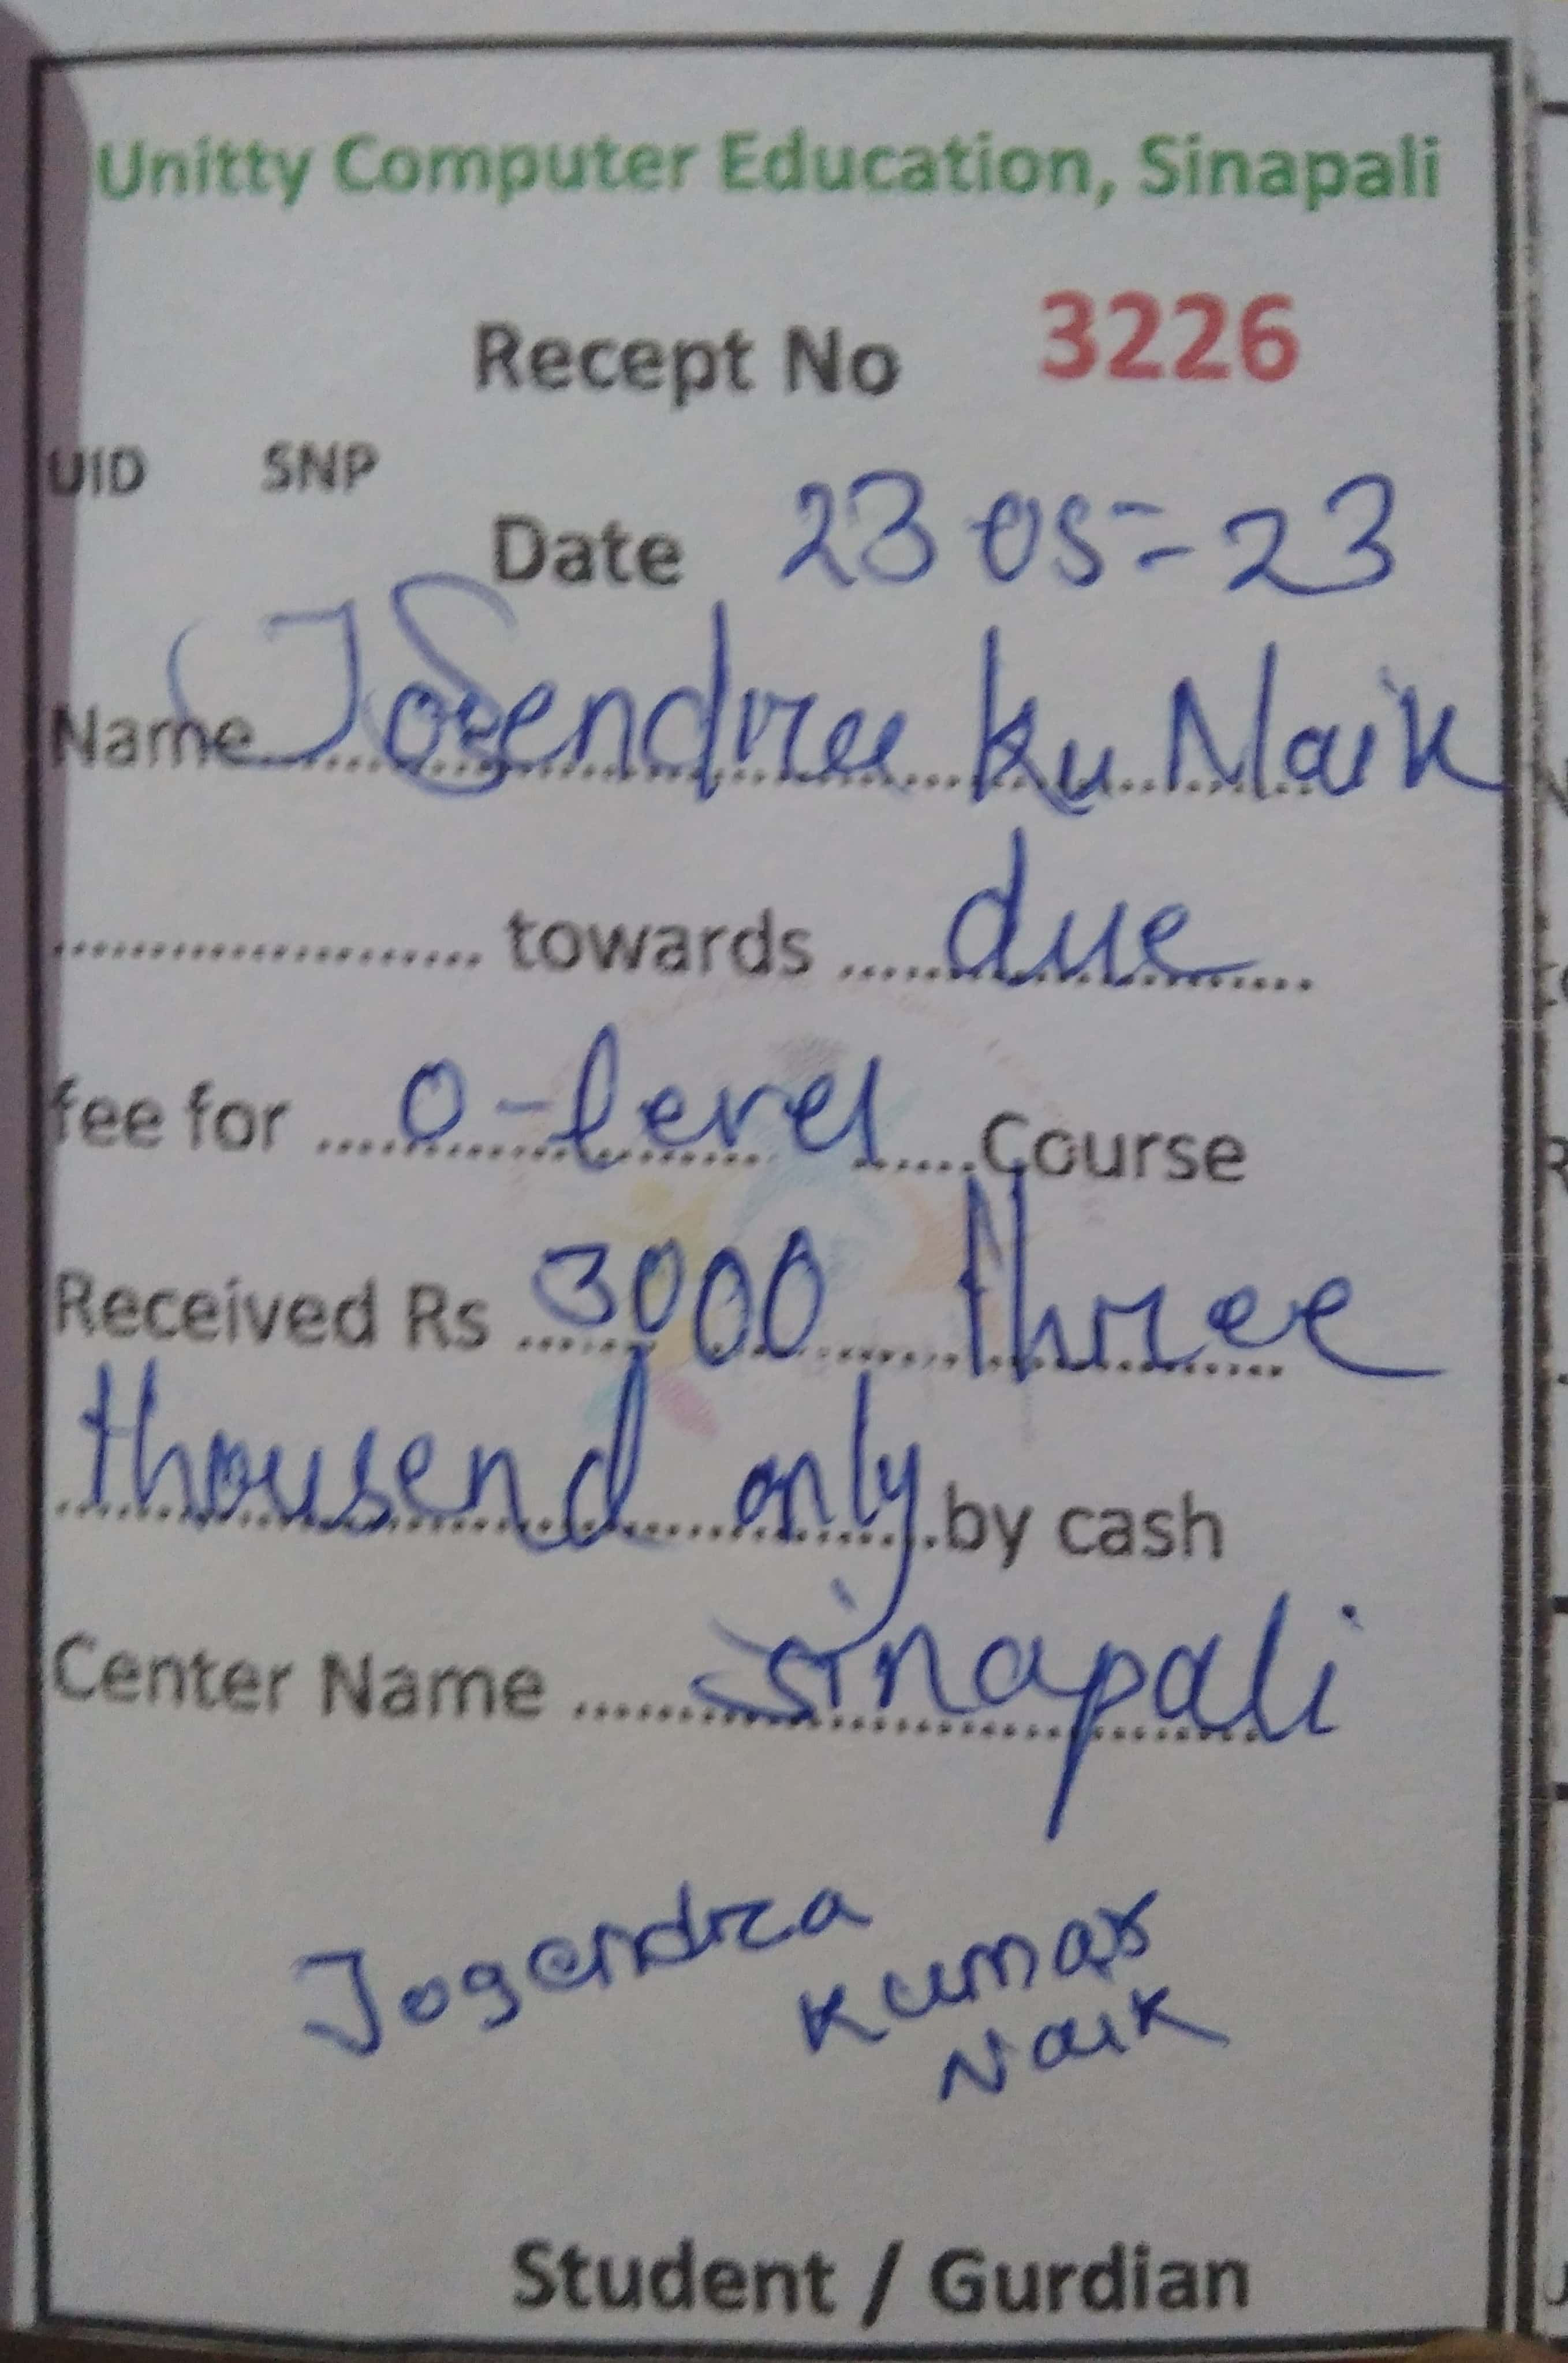 Unitty Computer Education, Sinapali
Recept No 3226
UID SNP
Date 23 05-23
Name Jogendra Ku Naik
towards due
fee for O-level Course
Received Rs 3000 three
thousend only by cash
Center Name Sinapali
Jogendra
Kumar
Naik
Student / Gurdian